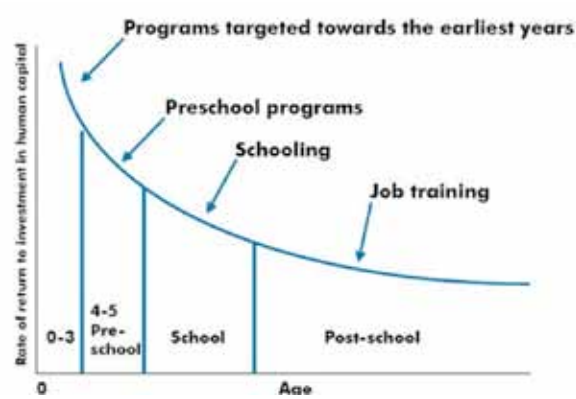 Programs targeted towards the earliest years
Preschool programs
Schooling
Job training
Rate of return to investment in human capital
0-3
4-5
Pre-
school
School
Post-school
0
Age